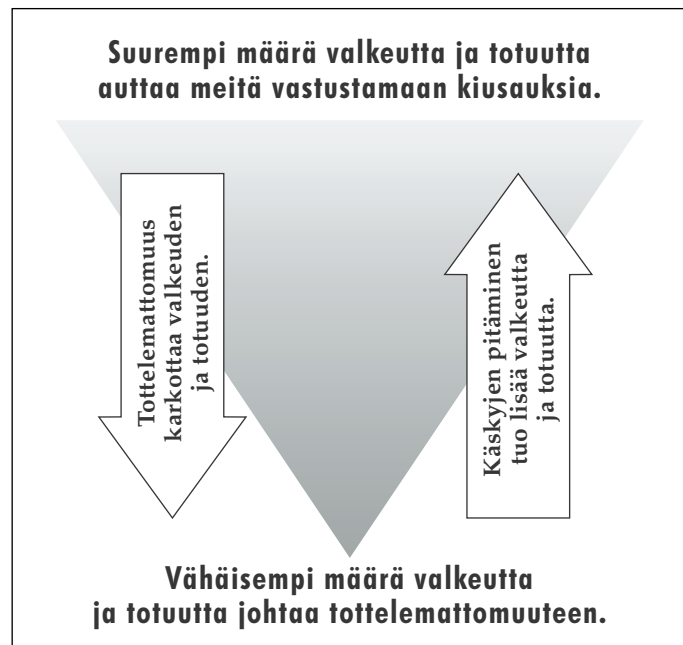 Suurempi määrä valkeutta ja totuutta
auttaa meitä vastustamaan kiusauksia.
Tottelemattomuus
karkottaa valkeuden
ja totuuden.
Käskyjen pitäminen
tuo lisää valkeutta
ja totuutta.
Vähäisempi määrä valkeutta
ja totuutta johtaa tottelemattomuuteen.